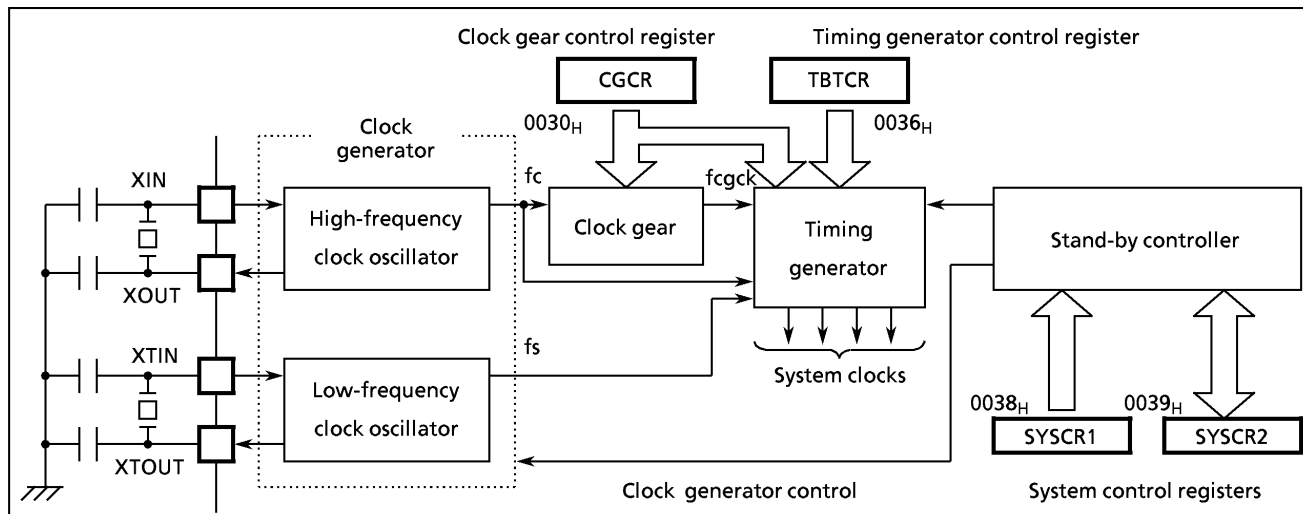 Clock gear control register
Timing generator control register
CGCR
TBTCR
0030H
0036H
Clock
generator
XIN
fc
fcgck
High-frequency
clock oscillator
Clock gear
Timing
generator
Stand-by controller
XOUT
XTIN
fs
System clocks
Low-frequency
clock oscillator
0038H
0039H
SYSCR1
SYSCR2
XTOUT
Clock generator control
System control registers